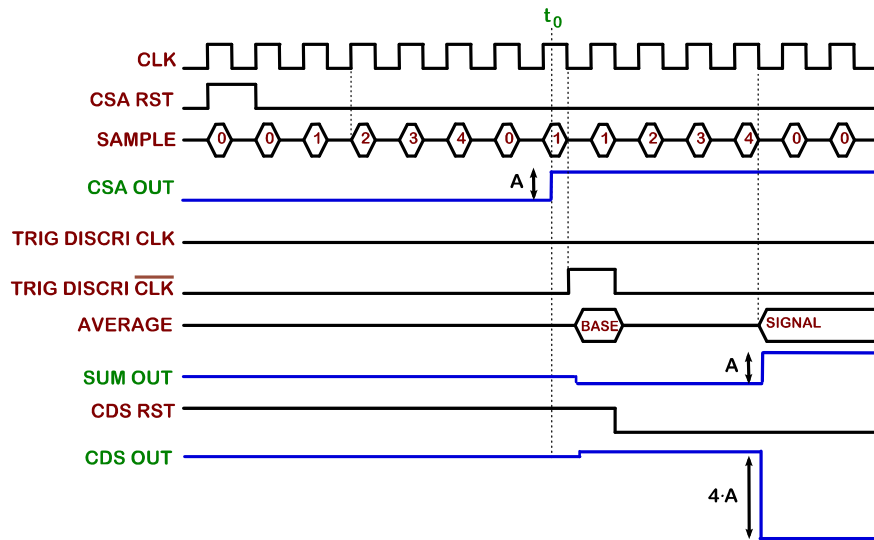 t0
CLK
CSA RST
SAMPLE 0 0 1 2 3 4 0 1 1 2 3 4 0 0
CSA OUT A
TRIG DISCRI CLK
TRIG DISCRI CLK
AVERAGE BASE SIGNAL
SUM OUT A
CDS RST
CDS OUT
4·A